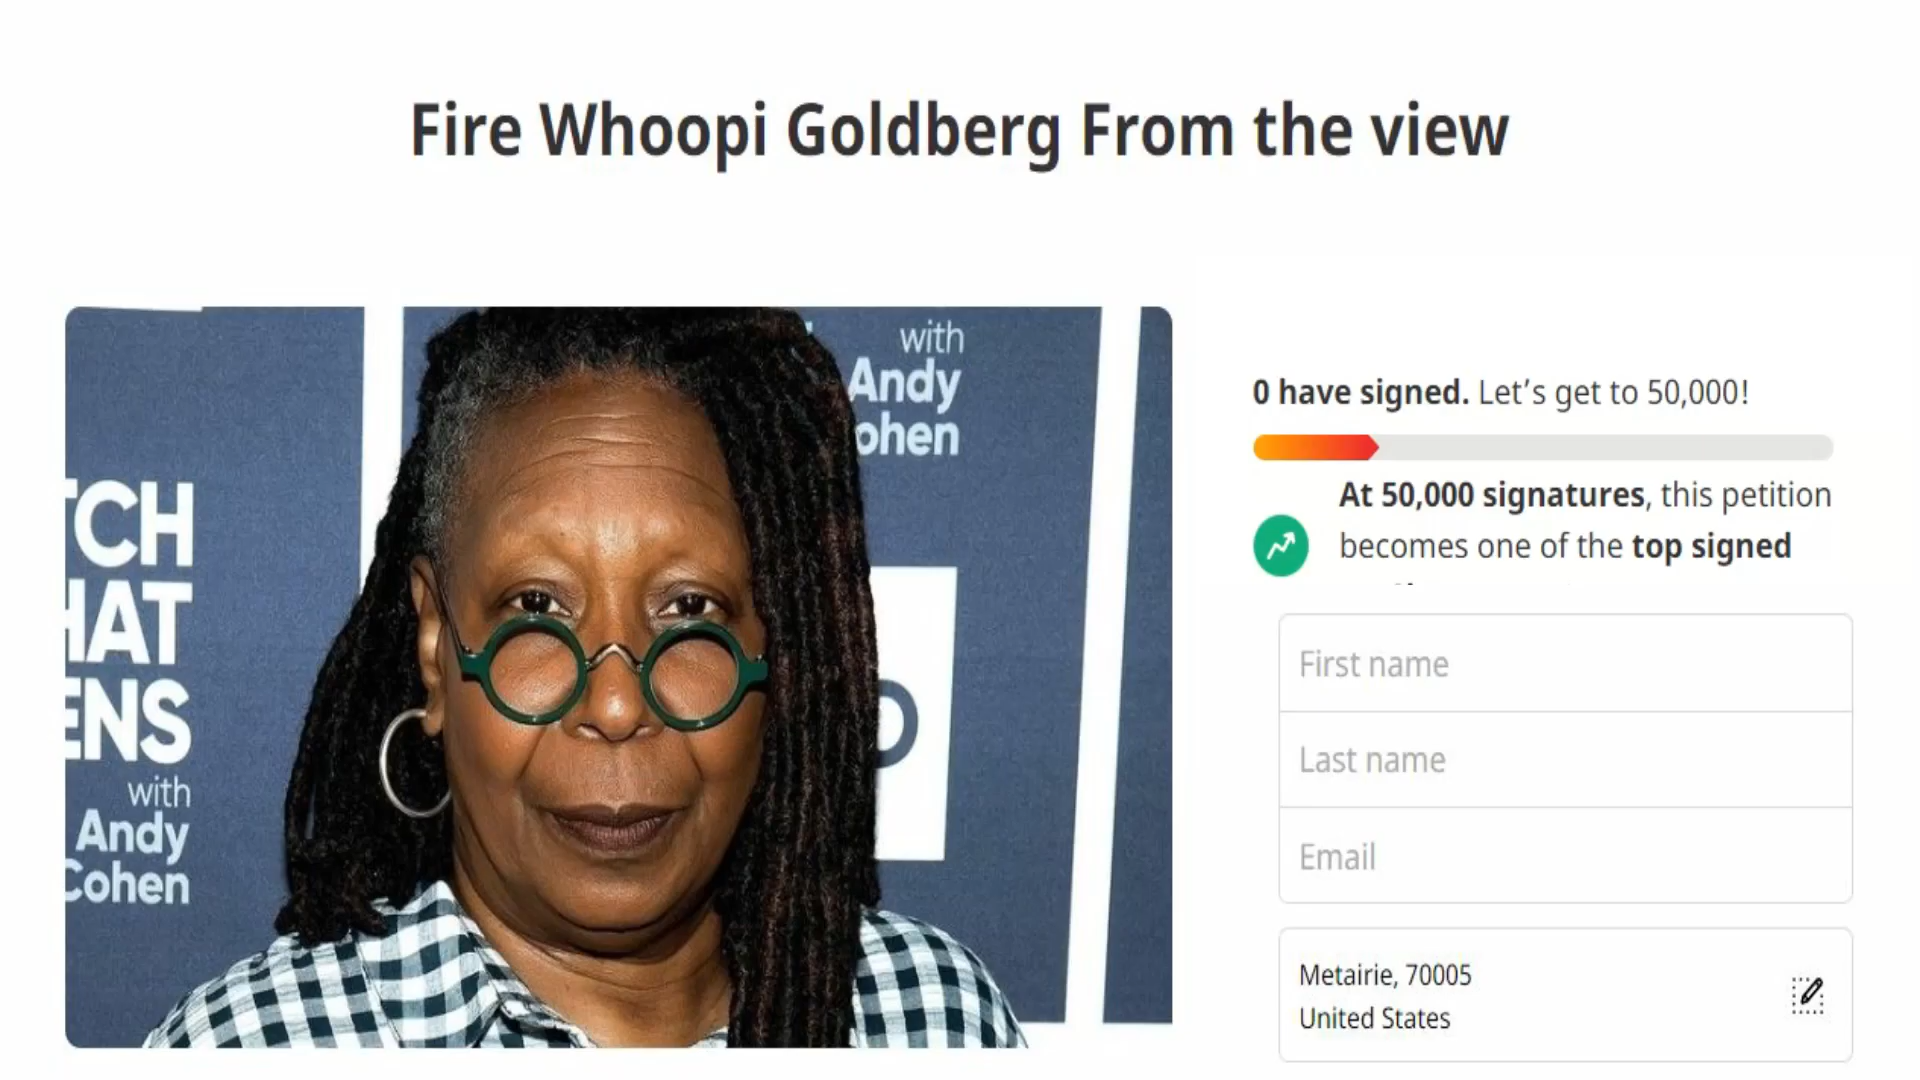 Fire Whoopi Goldberg From the view
with
Andy
ohen
TCH
HAT
ENS
with
Andy
Cohen
0 have signed. Let's get to 50,000!
At 50,000 signatures, this petition
becomes one of the top signed
First name
Last name
Email
Metairie, 70005
United States